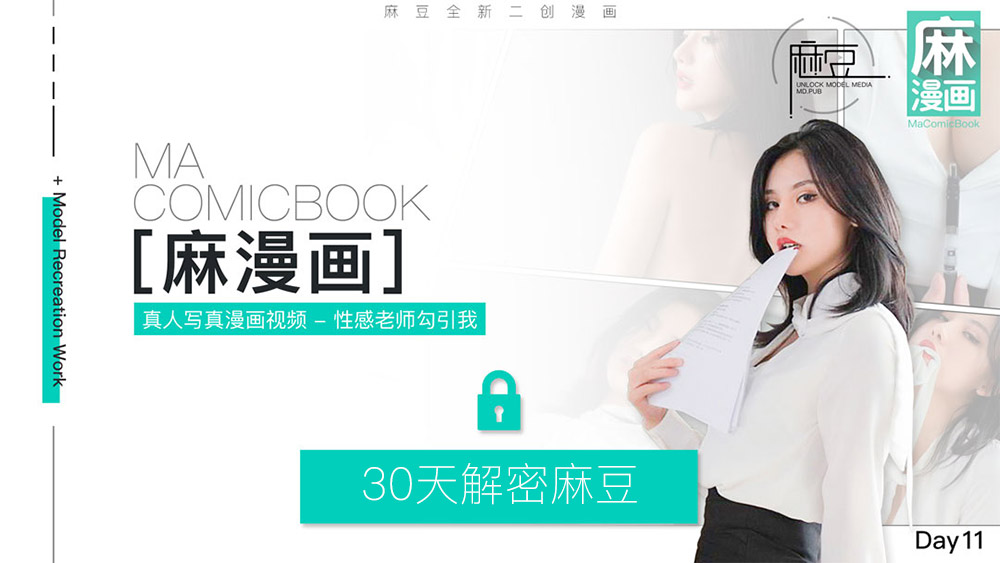 麻豆全新二创漫画
麻豆
UNLOCK MODEL MEDIA
MD.PUB
麻
漫画
MaComicBook
+ Model Recreation Work
MA
COMICBOOK
[麻漫画]
真人写真漫画视频 – 性感老师勾引我
30天解密麻豆
Day11